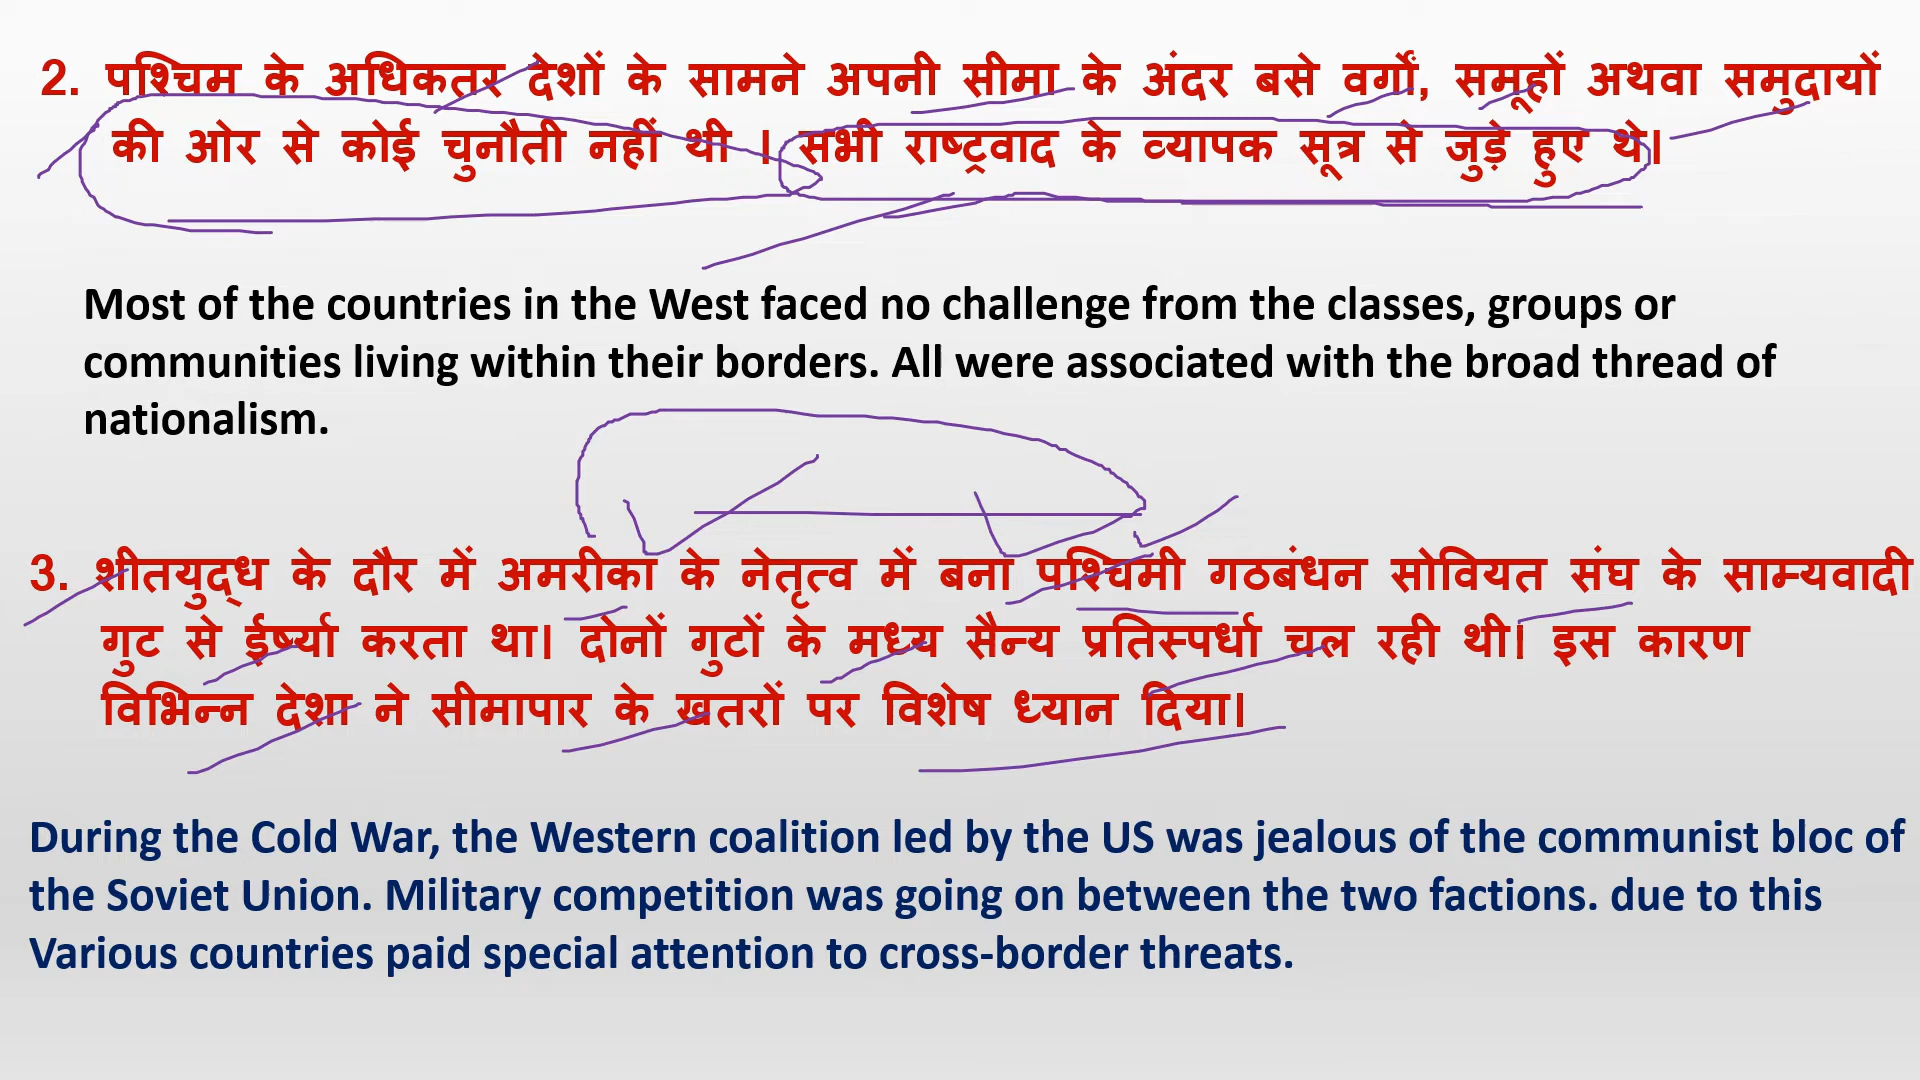 2. पश्चिम के अधिकतर देशों के सामने अपनी सीमा के अंदर बसे वर्गों, समूहों अथवा समुदायों
की ओर से कोई चुनौती नहीं थी । सभी राष्ट्रवाद के व्यापक सूत्र से जुड़े हुए थे।
Most of the countries in the West faced no challenge from the classes, groups or
communities living within their borders. All were associated with the broad thread of
nationalism.
3. शीतयुद्ध के दौर में अमरीका के नेतृत्व में बना पश्चिमी गठबंधन सोवियत संघ के साम्यवादी
गुट से ईर्ष्या करता था। दोनों गुटों के मध्य सैन्य प्रतिस्पर्धा चल रही थी। इस कारण
विभिन्न देशा ने सीमापार के खतरों पर विशेष ध्यान दिया।
During the Cold War, the Western coalition led by the US was jealous of the communist bloc of
the Soviet Union. Military competition was going on between the two factions. due to this
Various countries paid special attention to cross-border threats.